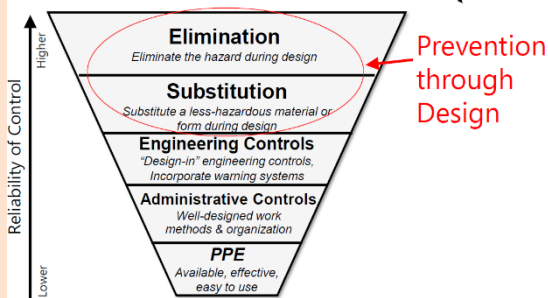 Elimination
Eliminate the hazard during design
Substitution
Substitute a less-hazardous material or
form during design
Engineering Controls
"Design-in" engineering controls,
Incorporate warning systems
Administrative Controls
Well-designed work
methods & organization
PPE
Available, effective,
easy to use
Prevention
through
Design
Reliability of Control
Higher
Lower